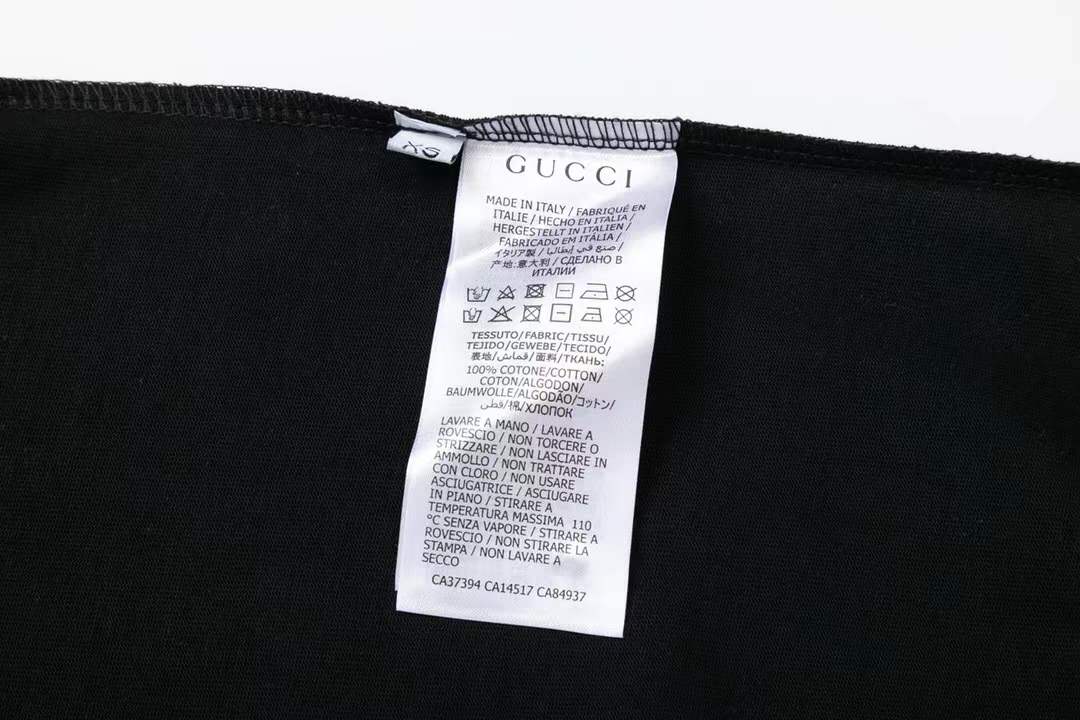 XS
GUCCI
MADE IN ITALY / FABRIQUÉ EN
ITALIE / HECHO EN ITALIA /
HERGESTELLT IN ITALIEN /
FABRICADO EM ITÁLIA /
イタリア製 / صنع في إيطاليا /
产地:意大利 / СДЕЛАНО В
ИТАЛИИ
TESSUTO/FABRIC/TISSU/
TEJIDO/GEWEBE/TECIDO/
表地/قماش/面料/ТКАНЬ:
100% COTONE/COTTON/
COTON/ALGODON/
BAUMWOLLE/ALGODÃO/コットン/
قطن/棉/ХЛОПОК
LAVARE A MANO / LAVARE A
ROVESCIO / NON TORCERE O
STRIZZARE / NON LASCIARE IN
AMMOLLO / NON TRATTARE
CON CLORO / NON USARE
ASCIUGATRICE / ASCIUGARE
IN PIANO / STIRARE A
TEMPERATURA MASSIMA 110
°C SENZA VAPORE / STIRARE A
ROVESCIO / NON STIRARE LA
STAMPA / NON LAVARE A
SECCO
CA37394 CA14517 CA84937